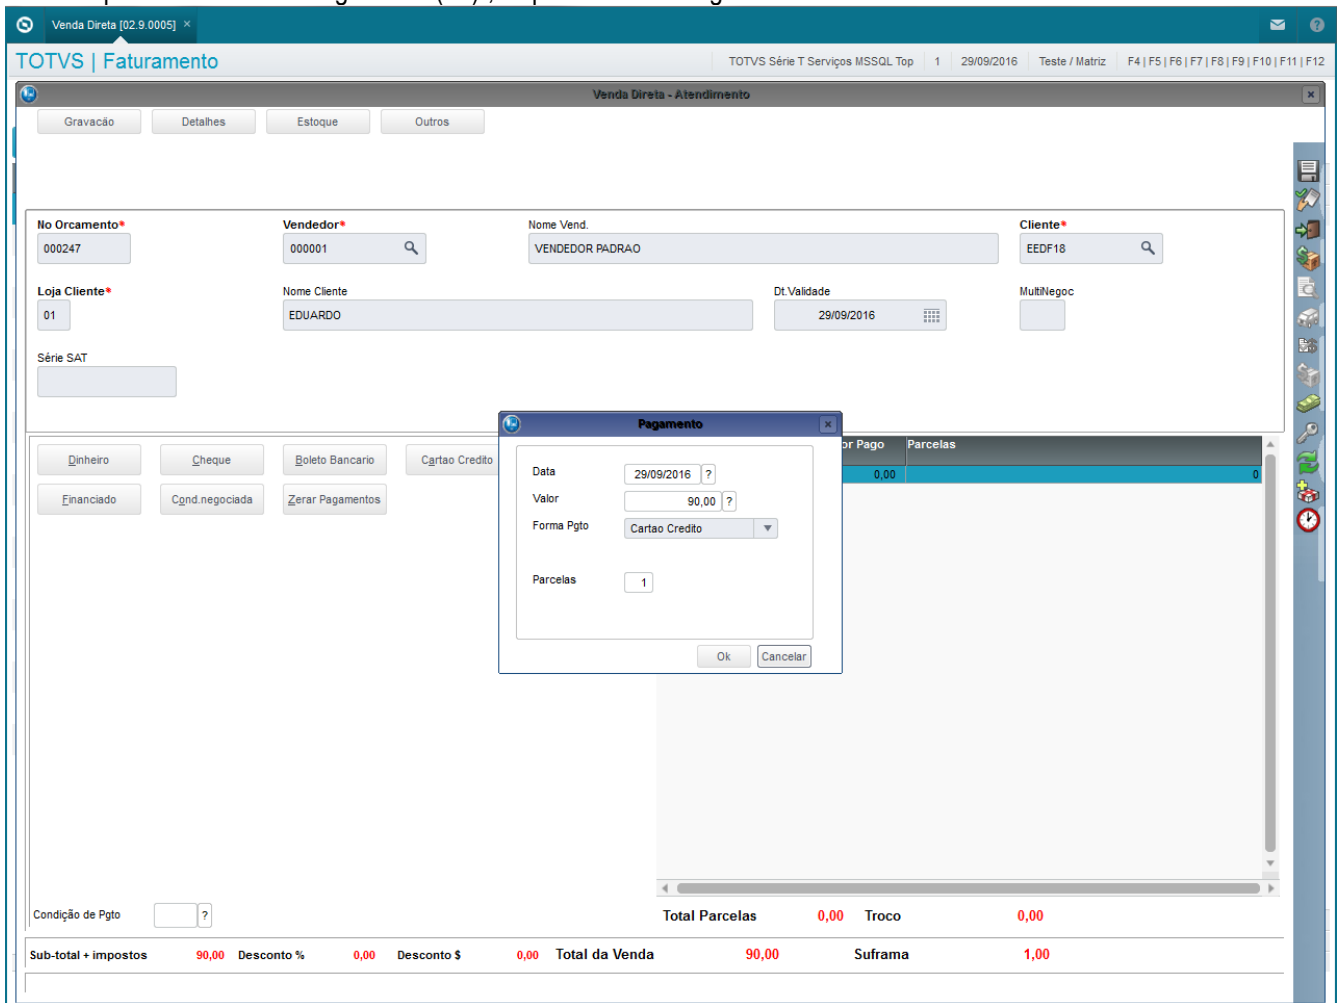 Venda Direta [02.9.0005] ×
TOTVS | Faturamento
TOTVS Série T Serviços MSSQL Top 1 29/09/2016 Teste / Matriz F4 | F5 | F6 | F7 | F8 | F9 | F10 | F11 | F12
Venda Direta - Atendimento
Gravacáo Detalhes Estoque Outros
No Orcamento* Vendedor* Nome Vend. Cliente*
000247 000001 VENDEDOR PADRAO EEDF18
Loja Cliente* Nome Cliente Dt.Validade MultiNegoc
01 EDUARDO 29/09/2016
Série SAT
Pagamento
Dinheiro Cheque Boleto Bancario Cartao Credito
Financiado Cond.negociada Zerar Pagamentos
or Pago Parcelas
0,00 0
Data 29/09/2016 ?
Valor 90,00 ?
Forma Pgto Cartao Credito
Parcelas 1
Ok Cancelar
Condição de Pgto ?
Total Parcelas 0,00 Troco 0,00
Sub-total + impostos 90,00 Desconto % 0,00 Desconto $ 0,00 Total da Venda 90,00 Suframa 1,00